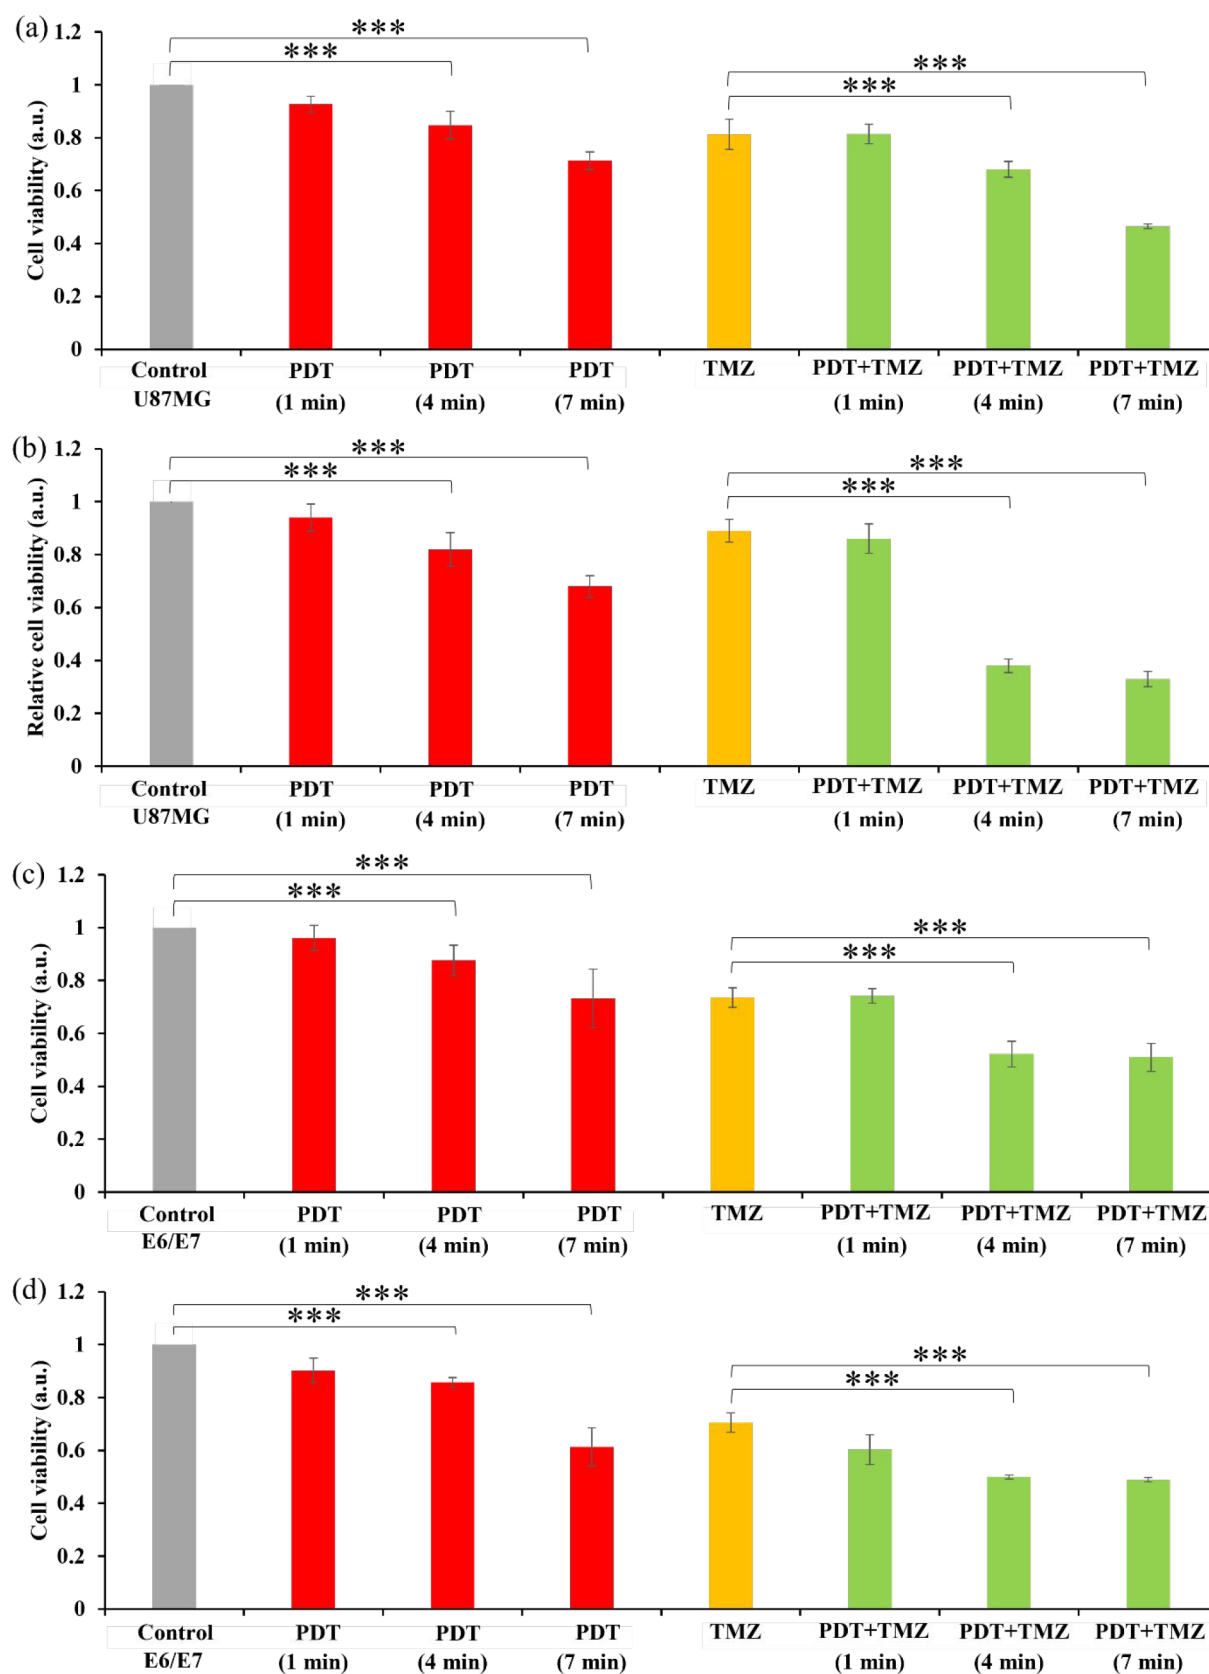 (a)
***
***
***
***
Cell viability (a.u.)
1.2
1
0.8
0.6
0.4
0.2
0
Control U87MG
PDT (1 min)
PDT (4 min)
PDT (7 min)
TMZ
PDT+TMZ (1 min)
PDT+TMZ (4 min)
PDT+TMZ (7 min)
(b)
***
***
***
***
Relative cell viability (a.u.)
1.2
1
0.8
0.6
0.4
0.2
0
Control U87MG
PDT (1 min)
PDT (4 min)
PDT (7 min)
TMZ
PDT+TMZ (1 min)
PDT+TMZ (4 min)
PDT+TMZ (7 min)
(c)
***
***
***
***
Cell viability (a.u.)
1.2
1
0.8
0.6
0.4
0.2
0
Control E6/E7
PDT (1 min)
PDT (4 min)
PDT (7 min)
TMZ
PDT+TMZ (1 min)
PDT+TMZ (4 min)
PDT+TMZ (7 min)
(d)
***
***
***
***
Cell viability (a.u.)
1.2
1
0.8
0.6
0.4
0.2
0
Control E6/E7
PDT (1 min)
PDT (4 min)
PDT (7 min)
TMZ
PDT+TMZ (1 min)
PDT+TMZ (4 min)
PDT+TMZ (7 min)